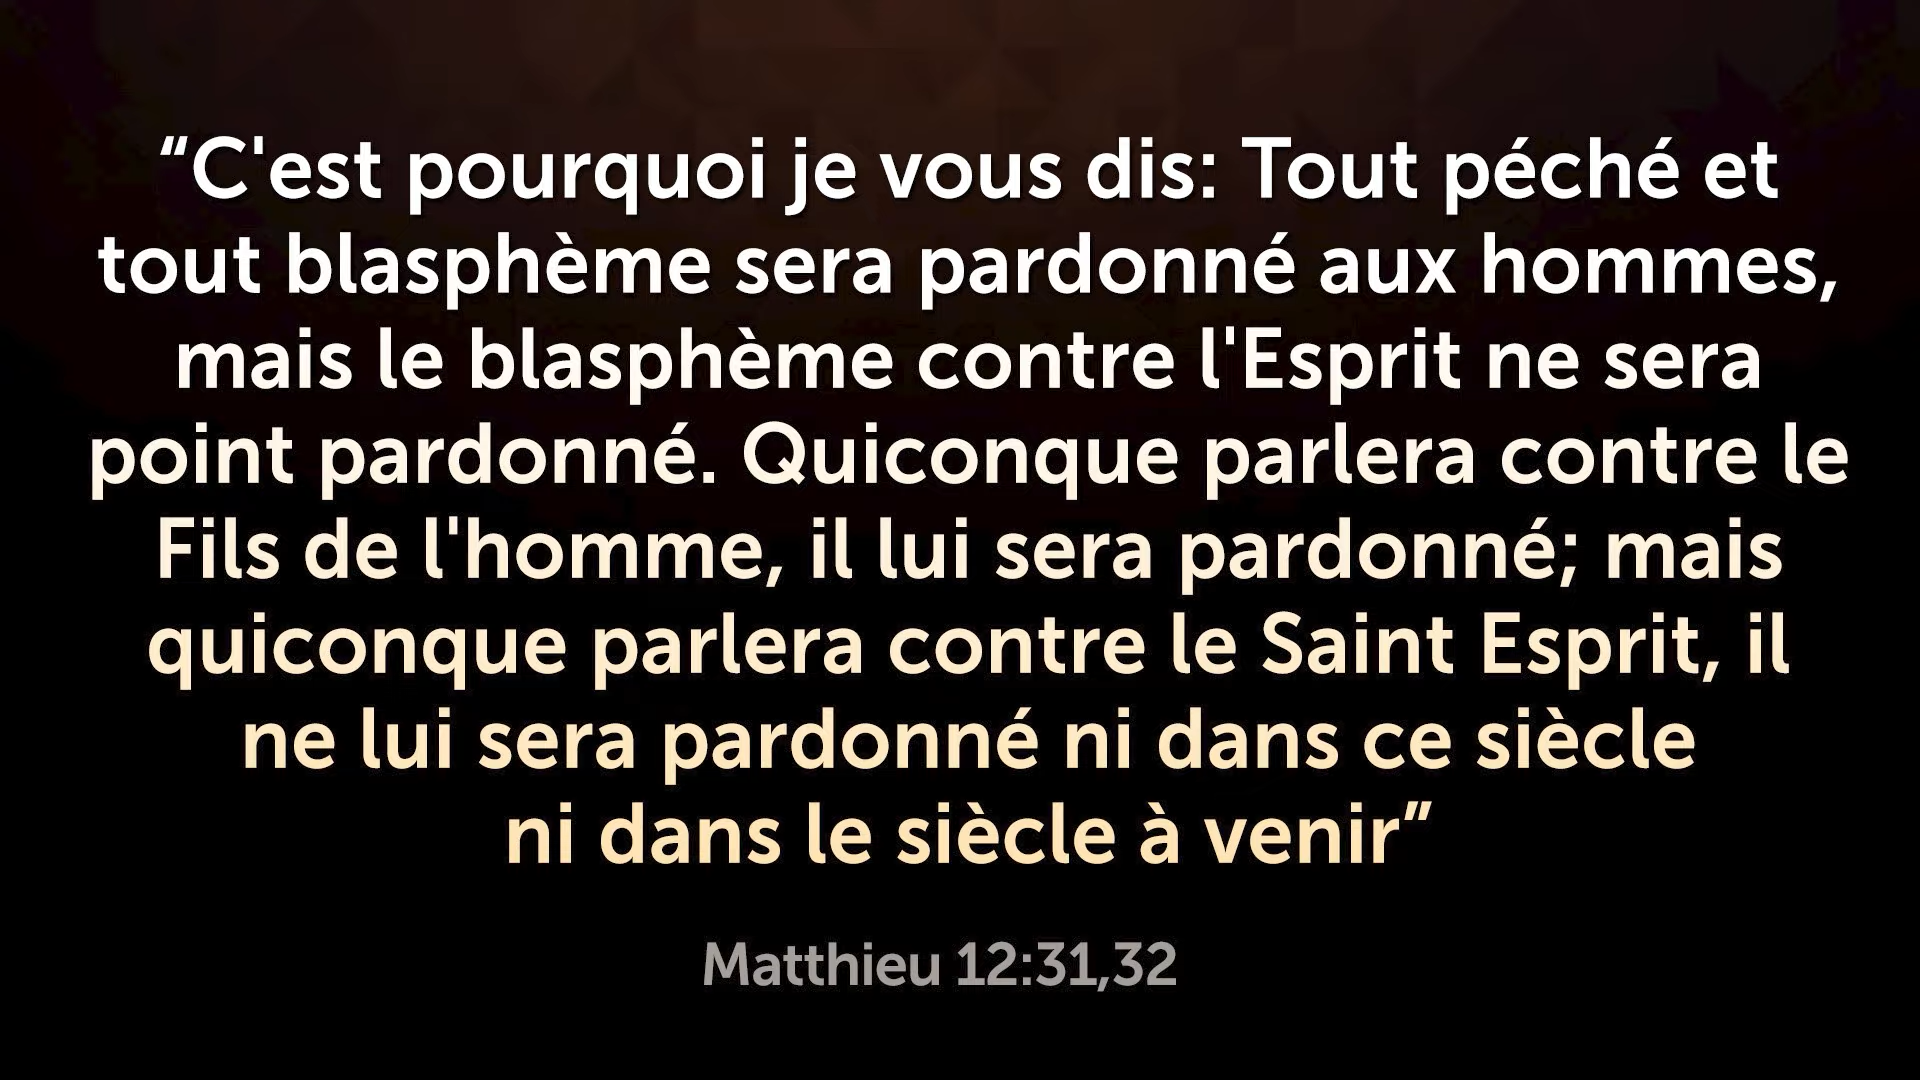 “C'est pourquoi je vous dis: Tout péché et
tout blasphème sera pardonné aux hommes,
mais le blasphème contre l'Esprit ne sera
point pardonné. Quiconque parlera contre le
Fils de l'homme, il lui sera pardonné; mais
quiconque parlera contre le Saint Esprit, il
ne lui sera pardonné ni dans ce siècle
ni dans le siècle à venir”
Matthieu 12:31,32